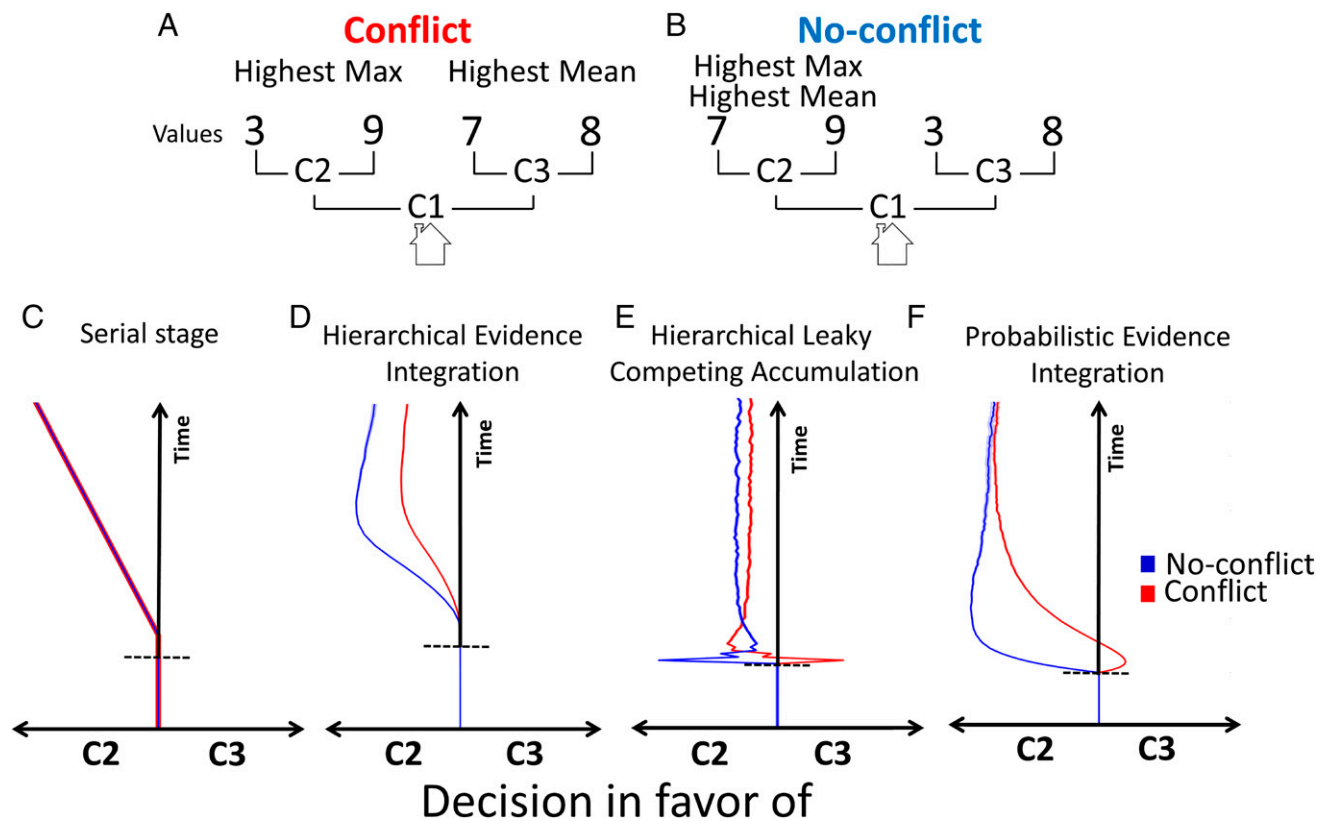 A
Conflict
Highest Max Highest Mean
Values 3 9 7 8
C2 C3
C1
B
No-conflict
Highest Max
Highest Mean
7 9 3 8
C2 C3
C1
C
Serial stage
Time
C2 C3
D
Hierarchical Evidence
Integration
Time
C2 C3
E
Hierarchical Leaky
Competing Accumulation
Time
C2 C3
F
Probabilistic Evidence
Integration
Time
C2 C3
No-conflict
Conflict
Decision in favor of